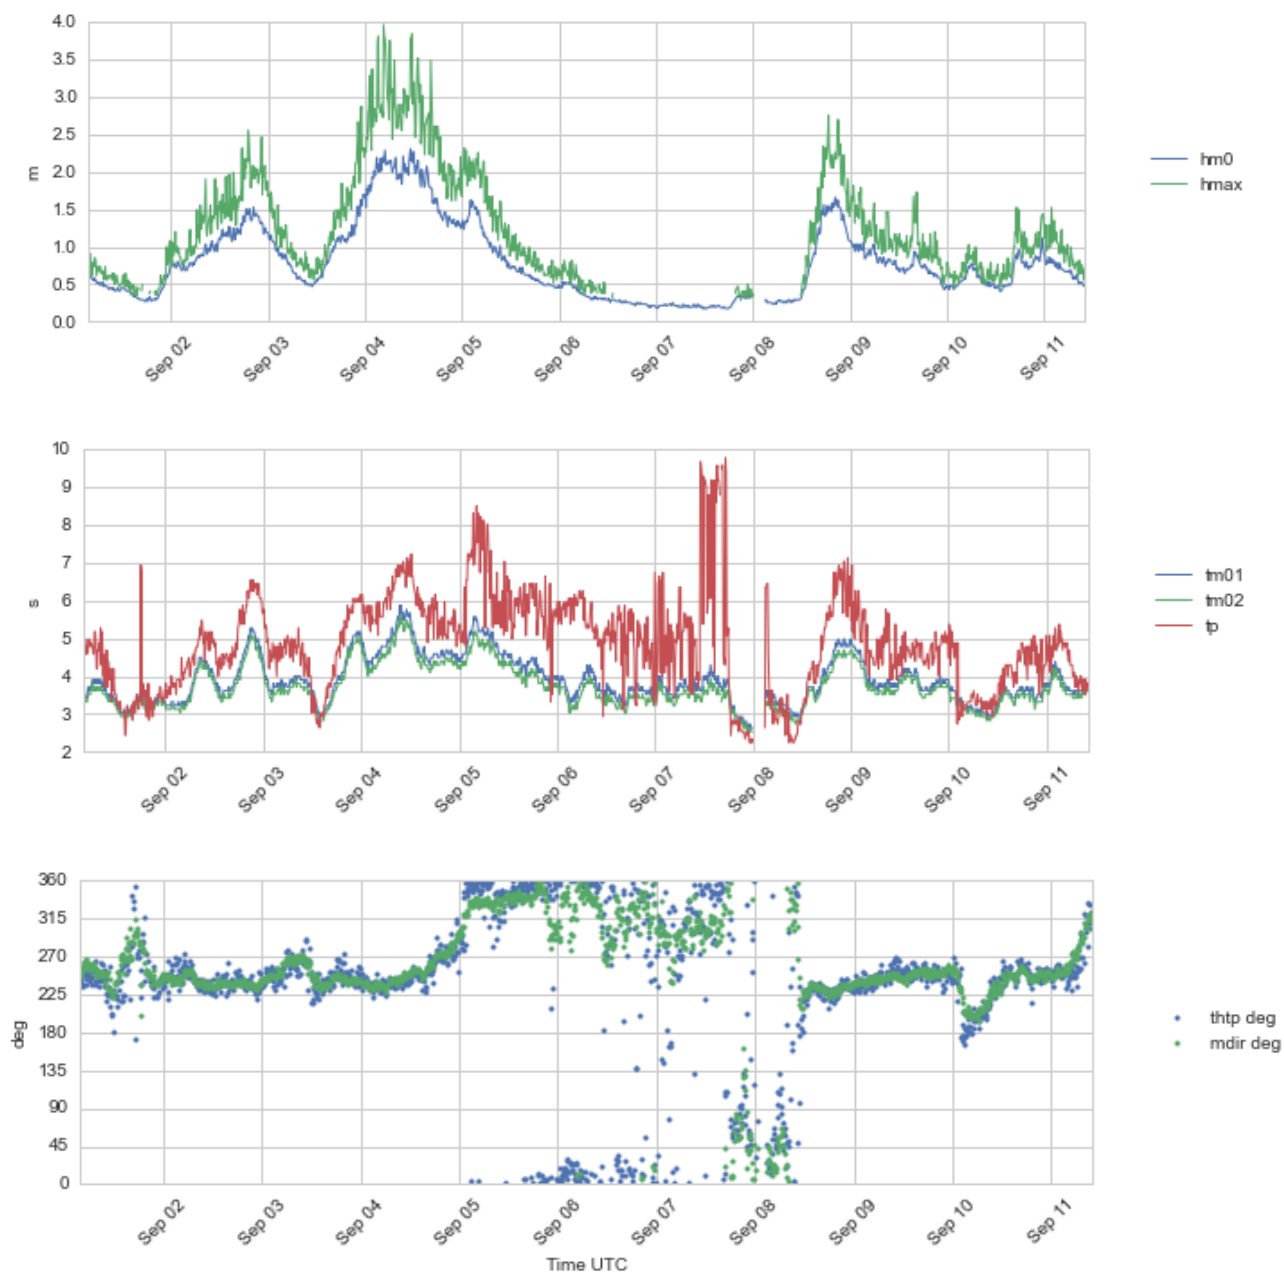 4.0
3.5
3.0
2.5
2.0
1.5
1.0
0.5
0.0
m
Sep 02
Sep 03
Sep 04
Sep 05
Sep 06
Sep 07
Sep 08
Sep 09
Sep 10
Sep 11
hm0
hmax
10
9
8
7
6
5
4
3
2
s
Sep 02
Sep 03
Sep 04
Sep 05
Sep 06
Sep 07
Sep 08
Sep 09
Sep 10
Sep 11
tm01
tm02
tp
360
315
270
225
180
135
90
45
0
deg
Sep 02
Sep 03
Sep 04
Sep 05
Sep 06
Sep 07
Sep 08
Sep 09
Sep 10
Sep 11
Time UTC
thtp deg
mdir deg